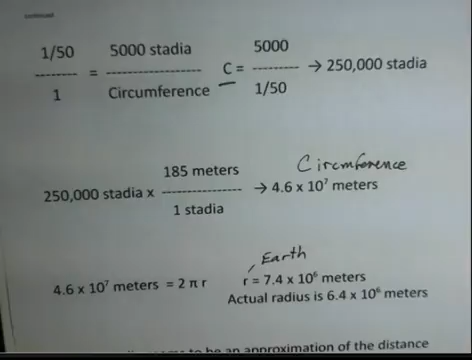 continued
1/50 / 1 = 5000 stadia / Circumference C = 5000 / 1/50 → 250,000 stadia
Circmference
250,000 stadia x 185 meters / 1 stadia → 4.6 x 10⁷ meters
Earth
4.6 x 10⁷ meters = 2 π r r = 7.4 x 10⁶ meters
Actual radius is 6.4 x 10⁶ meters
to be an approximation of the distance